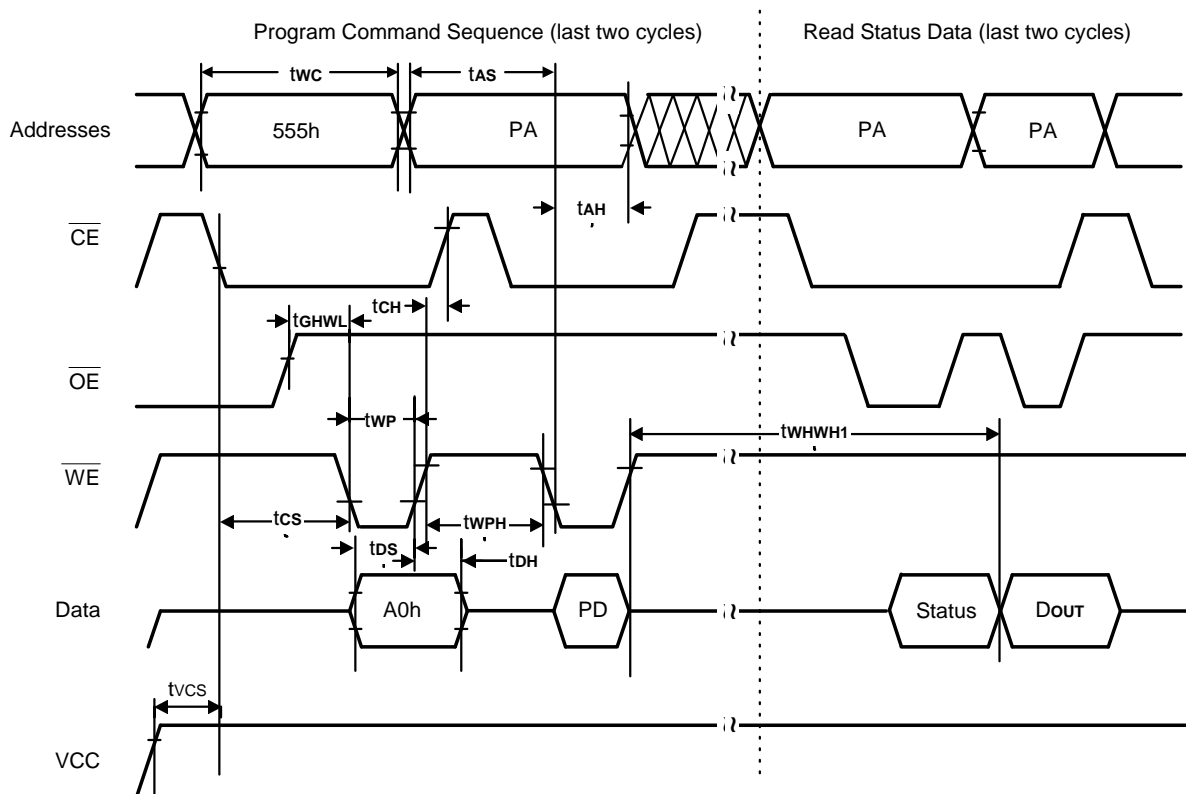 Program Command Sequence (last two cycles) Read Status Data (last two cycles)
tWC tAS
Addresses 555h PA PA PA
tAH
CE
tCH
tGHWL
OE
tWP
tWHWH1
WE
tCS tWPH
tDS tDH
Data A0h PD Status DOUT
tVCS
VCC